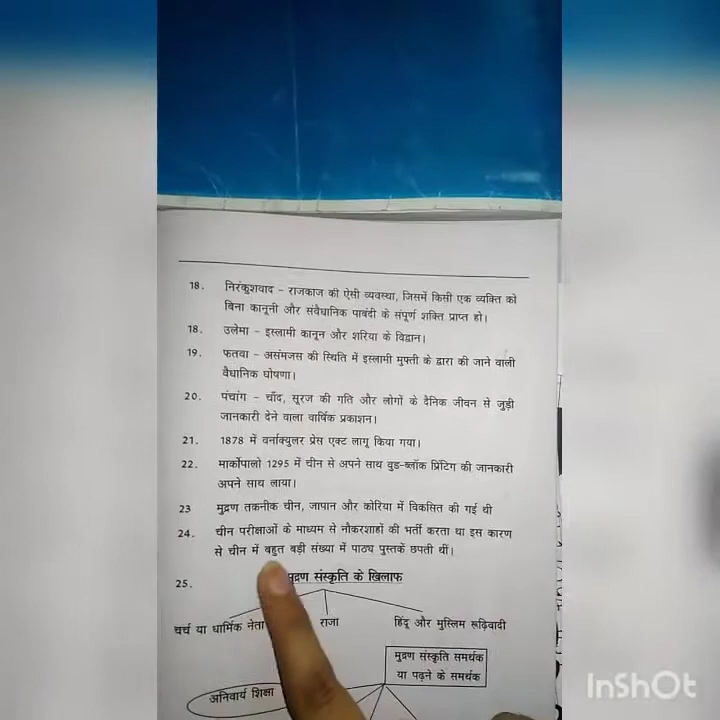 18. निरंकुशवाद - राजकाज की ऐसी व्यवस्था, जिसमें किसी एक व्यक्ति को
बिना कानूनी और संवैधानिक पाबंदी के संपूर्ण शक्ति प्राप्त हो।
18. उलेमा - इस्लामी कानून और शरिया के विद्वान।
19. फतवा - असंमजस की स्थिति में इस्लामी मुफ्ती के द्वारा की जाने वाली
वैधानिक घोषणा।
20. पंचांग - चाँद, सूरज की गति और लोगों के दैनिक जीवन से जुड़ी
जानकारी देने वाला वार्षिक प्रकाशन।
21. 1878 में वर्नाक्युलर प्रेस एक्ट लागू किया गया।
22. मार्कोपालो 1295 में चीन से अपने साथ वुड-ब्लॉक प्रिंटिग की जानकारी
अपने साथ लाया।
23 मुद्रण तकनीक चीन, जापान और कोरिया में विकसित की गई थी
24. चीन परीक्षाओं के माध्यम से नौकरशाहों की भर्ती करता था इस कारण
से चीन में बहुत बड़ी संख्या में पाठ्य पुस्तकें छपती थीं।
25. मुद्रण संस्कृति के खिलाफ
चर्च या धार्मिक नेता राजा हिंदू और मुस्लिम रूढ़िवादी
मुद्रण संस्कृति समर्थक
या पढ़ने के समर्थक
अनिवार्य शिक्षा
InShOt